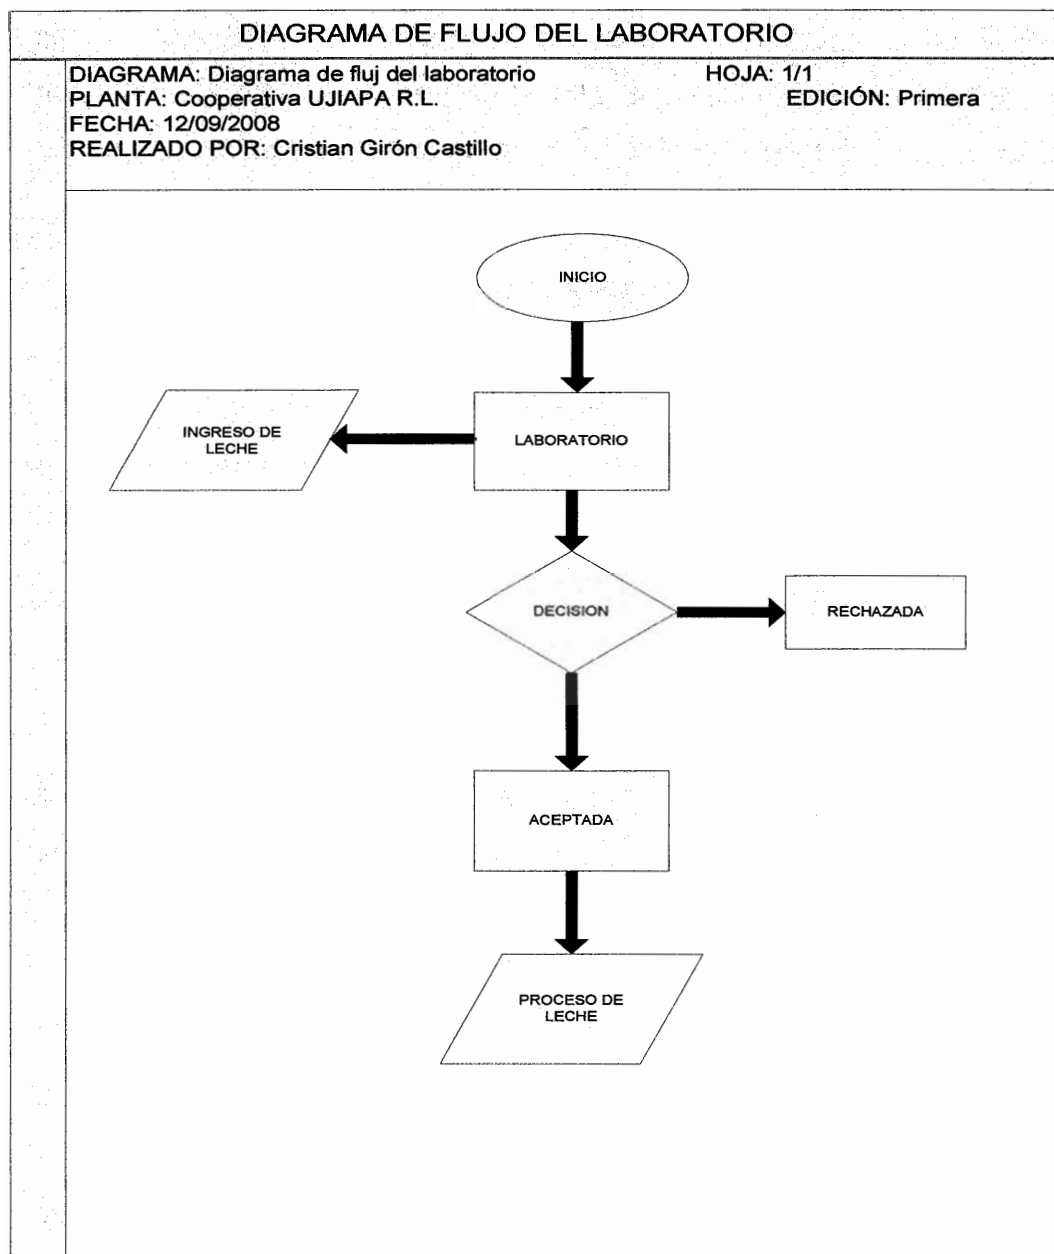 DIAGRAMA DE FLUJO DEL LABORATORIO
DIAGRAMA: Diagrama de fluj del laboratorio HOJA: 1/1
PLANTA: Cooperativa UJIAPA R.L. EDICIÓN: Primera
FECHA: 12/09/2008
REALIZADO POR: Cristian Girón Castillo
INICIO
INGRESO DE
LECHE
LABORATORIO
DECISION
RECHAZADA
ACEPTADA
PROCESO DE
LECHE